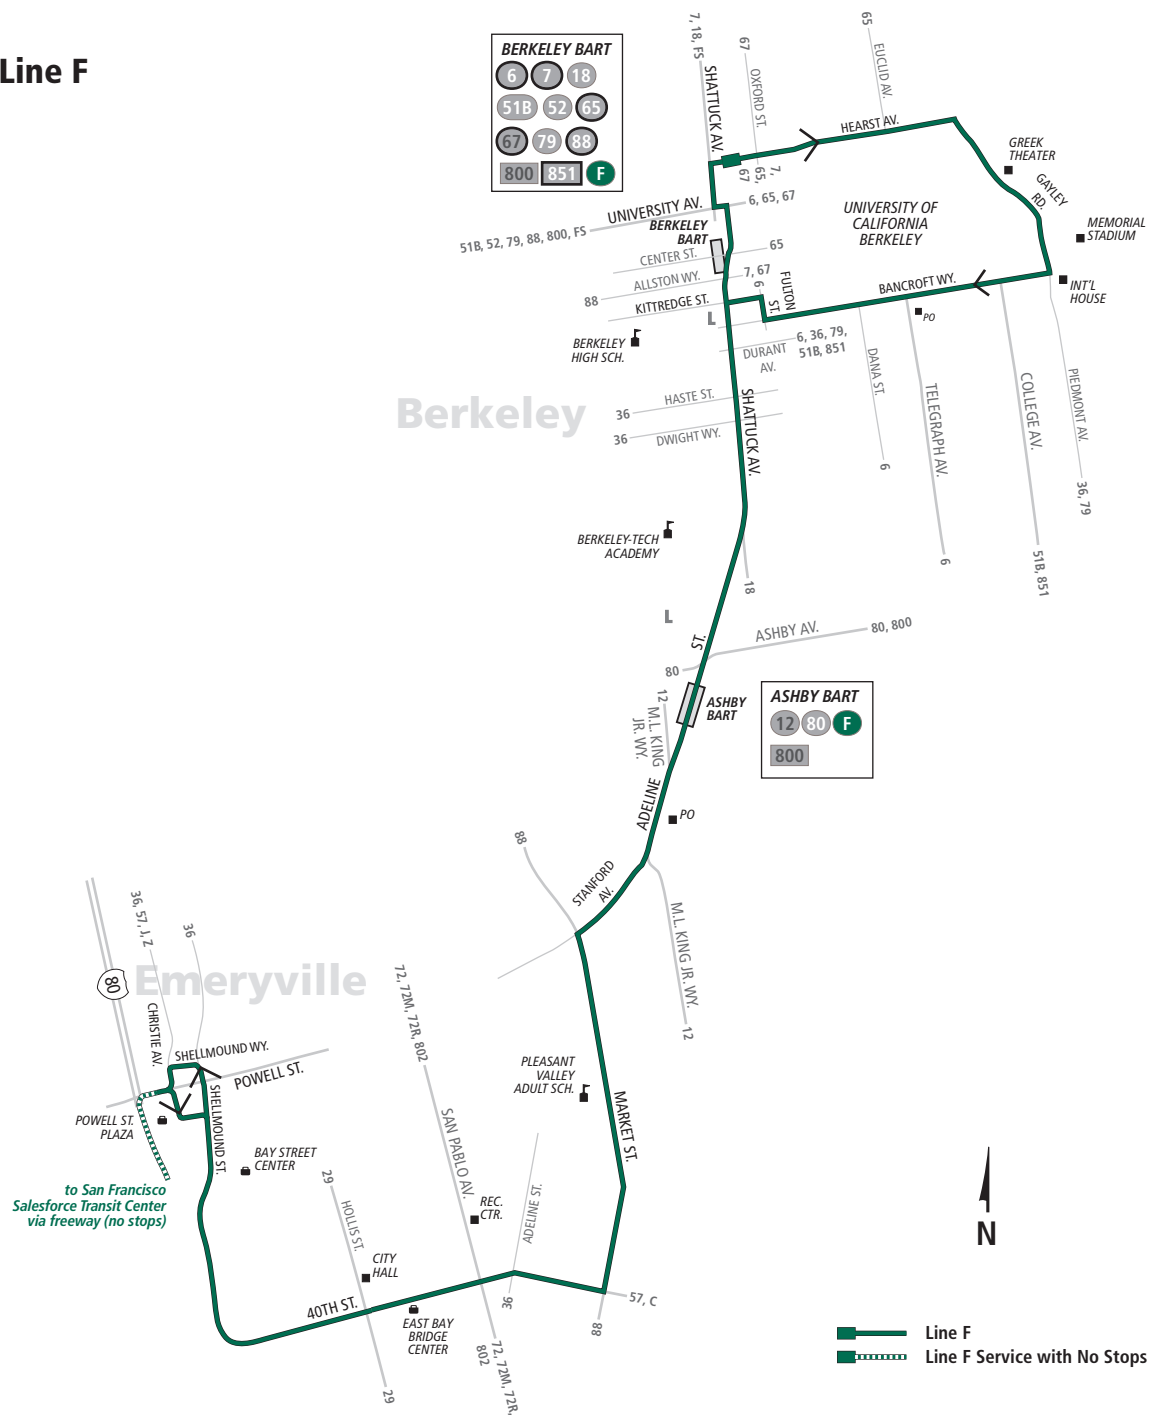 Line F
BERKELEY BART
6 7 18
51B 52 65
67 79 88
800 851 F
7, 18, FS
SHATTUCK AV.
67
OXFORD ST.
65
EUCLID AV.
HEARST AV.
GREEK
THEATER
GAYLEY
RD.
7,
65,
67
MEMORIAL
STADIUM
UNIVERSITY OF
CALIFORNIA
BERKELEY
UNIVERSITY AV.
6, 65, 67
51B, 52, 79, 88, 800, FS
BERKELEY
BART
CENTER ST.
65
ALLSTON WY.
7, 67
88
KITTREDGE ST.
6
FULTON
ST.
BANCROFT WY.
INT'L
HOUSE
PO
L
BERKELEY
HIGH SCH.
DURANT
AV.
6, 36, 79,
51B, 851
DANA ST.
6
TELEGRAPH AV.
6
COLLEGE AV.
51B, 851
PIEDMONT AV.
36, 79
HASTE ST.
36
DWIGHT WY.
36
SHATTUCK AV.
Berkeley
BERKELEY-TECH
ACADEMY
18
L
ST.
ASHBY AV.
80, 800
80
12
M.L. KING
JR. WY.
ASHBY
BART
ASHBY BART
12 80 F
800
ADELINE
PO
88
STANFORD
AV.
M.L. KING JR. WY.
12
36, 57, J, Z
36
80
Emeryville
CHRISTIE AV.
SHELLMOUND WY.
POWELL ST.
SHELLMOUND ST.
POWELL ST.
PLAZA
BAY STREET
CENTER
to San Francisco
Salesforce Transit Center
via freeway (no stops)
72, 72M, 72R, 802
SAN PABLO AV.
PLEASANT
VALLEY
ADULT SCH.
MARKET ST.
ADELINE ST.
REC.
CTR.
29
HOLLIS ST.
CITY
HALL
40TH ST.
EAST BAY
BRIDGE
CENTER
36
57, C
88
72, 72M, 72R,
802
29
N
Line F
Line F Service with No Stops